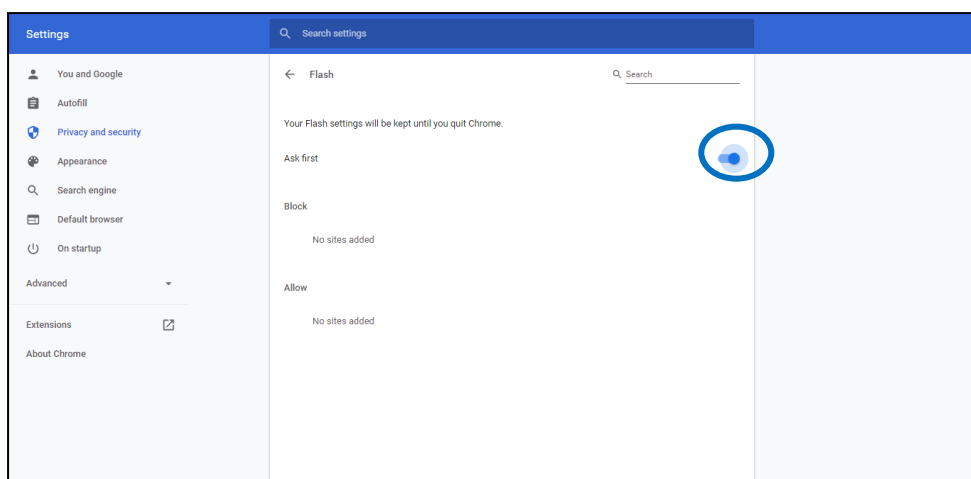 Settings
Search settings
You and Google
Autofill
Privacy and security
Appearance
Search engine
Default browser
On startup
Advanced
Extensions
About Chrome
Flash
Search
Your Flash settings will be kept until you quit Chrome.
Ask first
Block
No sites added
Allow
No sites added